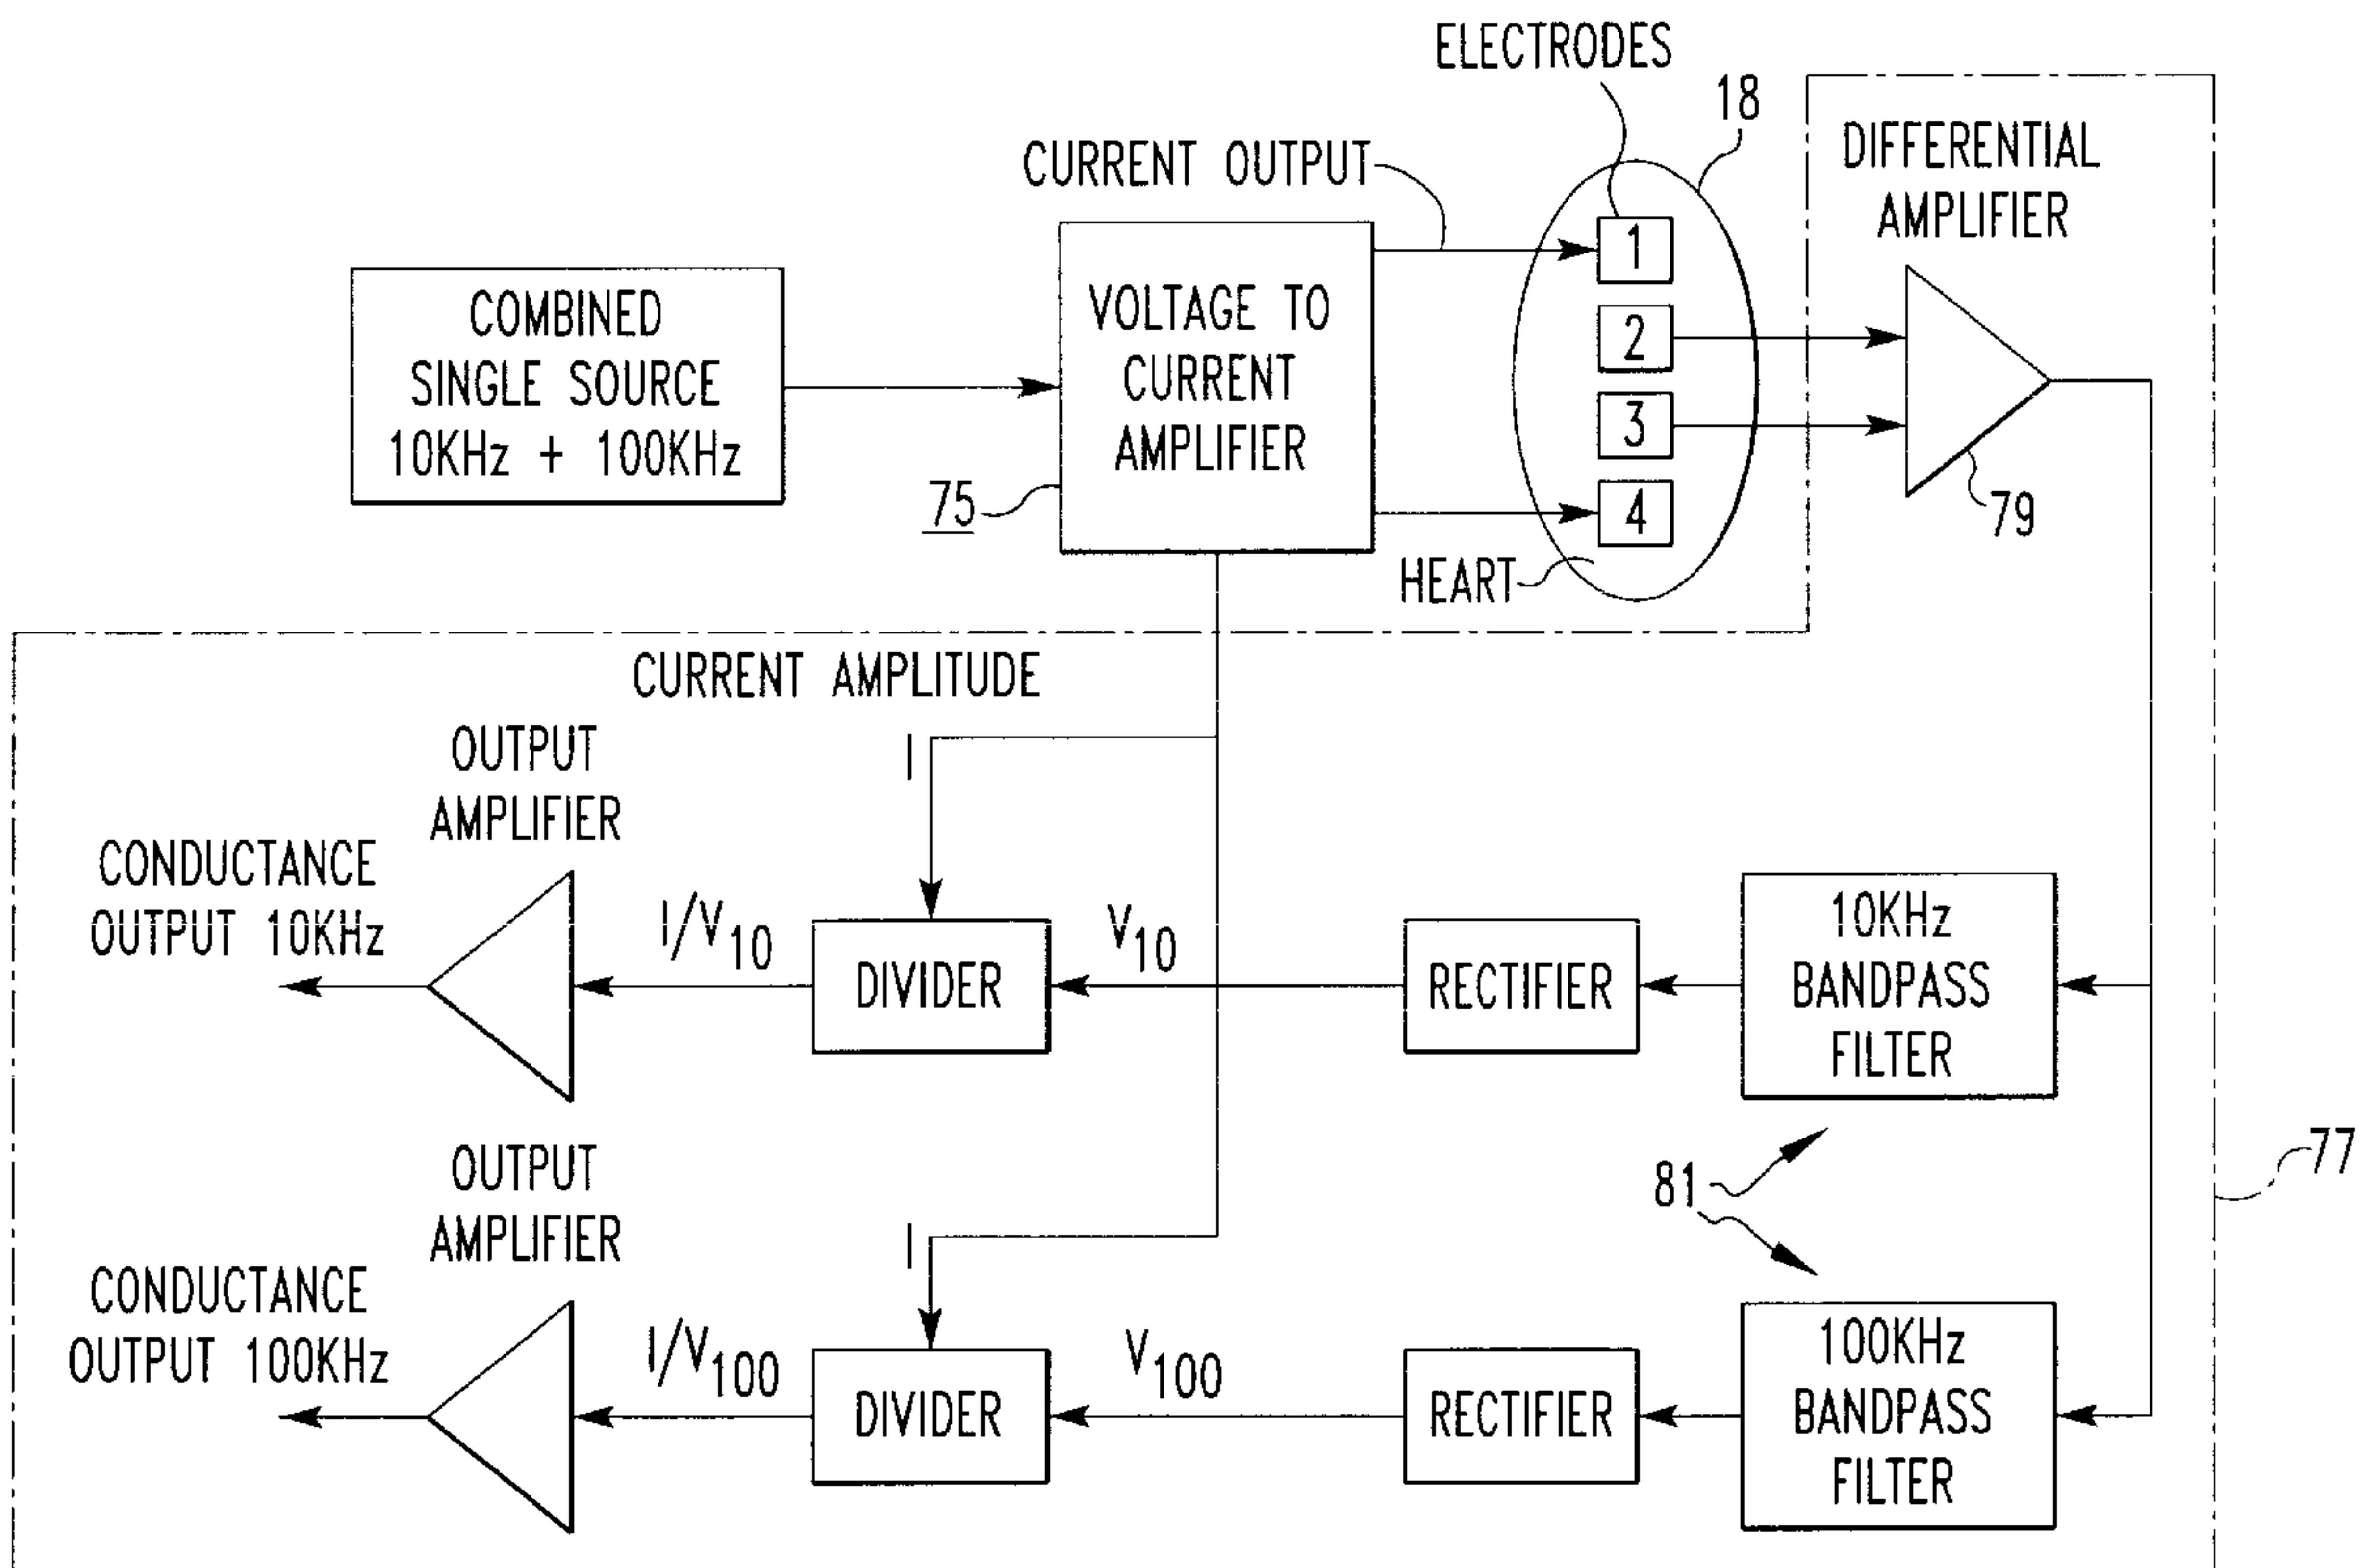 ELECTRODES
18
DIFFERENTIAL
AMPLIFIER
CURRENT OUTPUT
COMBINED
SINGLE SOURCE
10KHz + 100KHz
VOLTAGE TO
CURRENT
AMPLIFIER
1
2
3
4
75
79
HEART
CURRENT AMPLITUDE
I
OUTPUT
AMPLIFIER
CONDUCTANCE
OUTPUT 10KHz
I/V10
DIVIDER
V10
RECTIFIER
10KHz
BANDPASS
FILTER
81
77
I
OUTPUT
AMPLIFIER
CONDUCTANCE
OUTPUT 100KHz
I/V100
DIVIDER
V100
RECTIFIER
100KHz
BANDPASS
FILTER